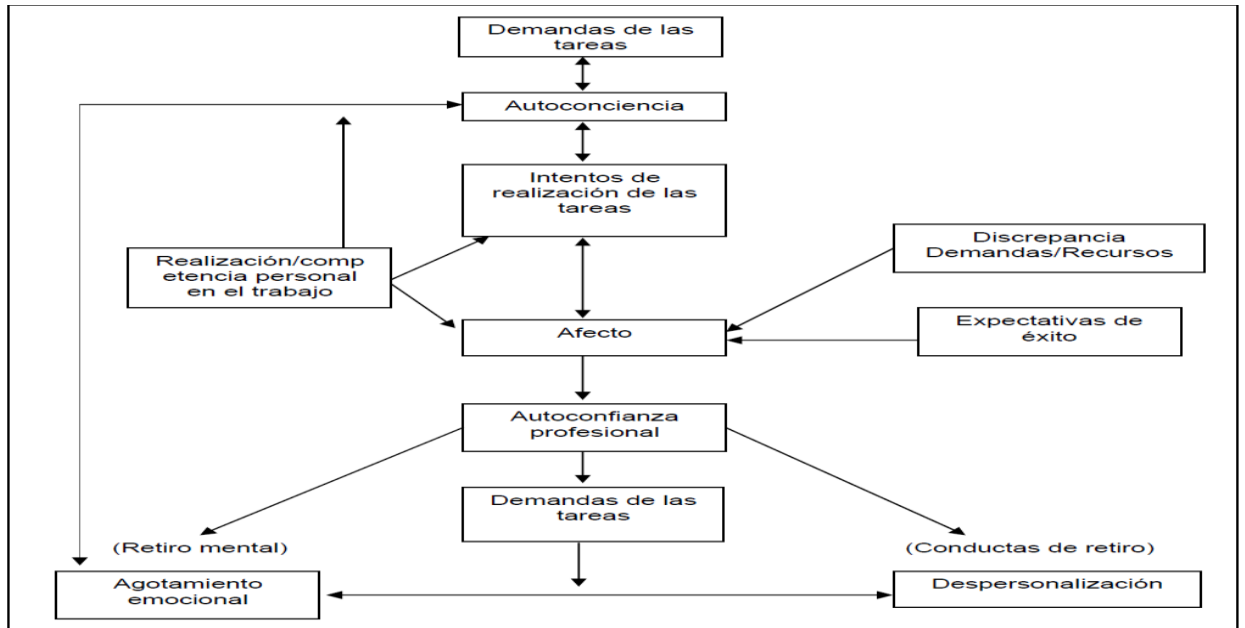 Demandas de las
tareas
Autoconciencia
Intentos de
realización de las
tareas
Realización/comp
etencia personal
en el trabajo
Discrepancia
Demandas/Recursos
Expectativas de
éxito
Afecto
Autoconfianza
profesional
Demandas de las
tareas
(Retiro mental)
(Conductas de retiro)
Agotamiento
emocional
Despersonalización